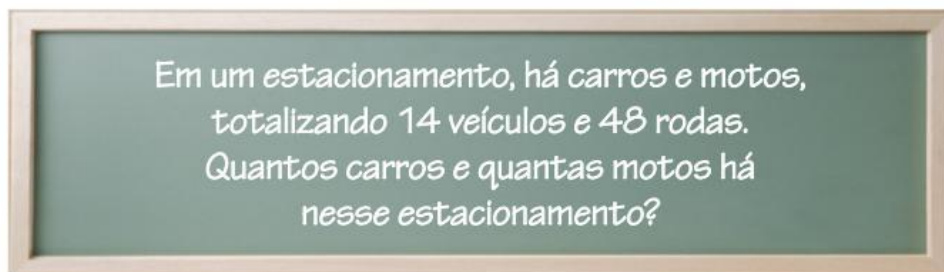 Em um estacionamento, há carros e motos,
totalizando 14 veículos e 48 rodas.
Quantos carros e quantas motos há
nesse estacionamento?